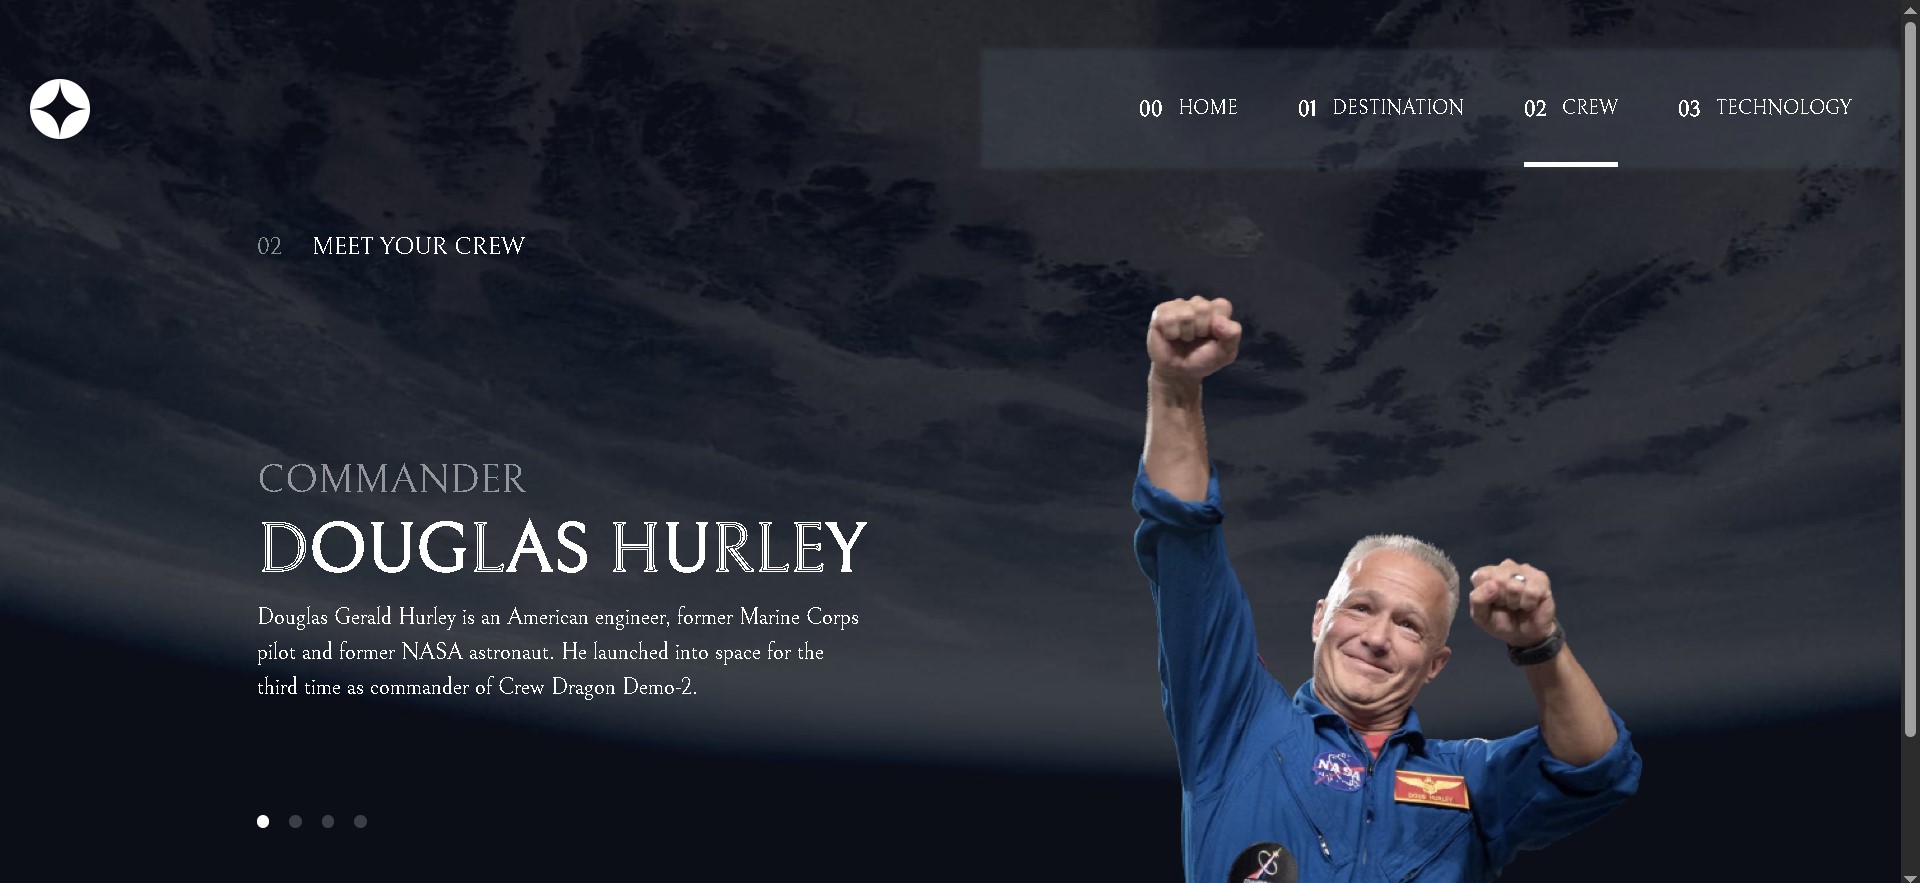 00 HOME 01 DESTINATION 02 CREW 03 TECHNOLOGY
02 MEET YOUR CREW
COMMANDER
DOUGLAS HURLEY
Douglas Gerald Hurley is an American engineer, former Marine Corps
pilot and former NASA astronaut. He launched into space for the
third time as commander of Crew Dragon Demo-2.
NASA
DOUG HURLEY